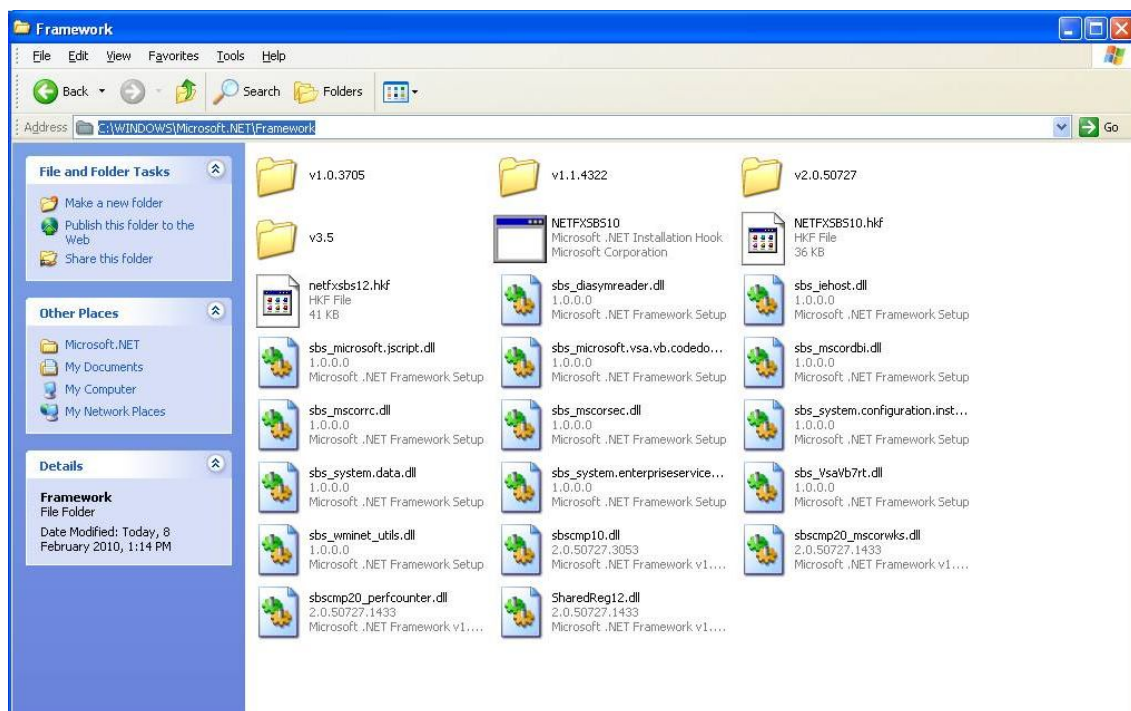 Framework
File Edit View Favorites Tools Help
Back Search Folders
Address C:\WINDOWS\Microsoft.NET\Framework Go
File and Folder Tasks
Make a new folder
Publish this folder to the
Web
Share this folder
Other Places
Microsoft.NET
My Documents
My Computer
My Network Places
Details
Framework
File Folder
Date Modified: Today, 8
February 2010, 1:14 PM
v1.0.3705
v1.1.4322
v2.0.50727
v3.5
NETFXSBS10
Microsoft .NET Installation Hook
Microsoft Corporation
NETFXSBS10.hkf
HKF File
36 KB
netfxsbs12.hkf
HKF File
41 KB
sbs_diasymreader.dll
1.0.0.0
Microsoft .NET Framework Setup
sbs_iehost.dll
1.0.0.0
Microsoft .NET Framework Setup
sbs_microsoft.jscript.dll
1.0.0.0
Microsoft .NET Framework Setup
sbs_microsoft.vsa.vb.codedo...
1.0.0.0
Microsoft .NET Framework Setup
sbs_mscordbi.dll
1.0.0.0
Microsoft .NET Framework Setup
sbs_mscorrc.dll
1.0.0.0
Microsoft .NET Framework Setup
sbs_mscorsec.dll
1.0.0.0
Microsoft .NET Framework Setup
sbs_system.configuration.inst...
1.0.0.0
Microsoft .NET Framework Setup
sbs_system.data.dll
1.0.0.0
Microsoft .NET Framework Setup
sbs_system.enterpriseservice...
1.0.0.0
Microsoft .NET Framework Setup
sbs_VsaVb7rt.dll
1.0.0.0
Microsoft .NET Framework Setup
sbs_wminet_utils.dll
1.0.0.0
Microsoft .NET Framework Setup
sbscmp10.dll
2.0.50727.3053
Microsoft .NET Framework v1....
sbscmp20_mscorwks.dll
2.0.50727.1433
Microsoft .NET Framework v1....
sbscmp20_perfcounter.dll
2.0.50727.1433
Microsoft .NET Framework v1....
SharedReg12.dll
2.0.50727.1433
Microsoft .NET Framework v1....